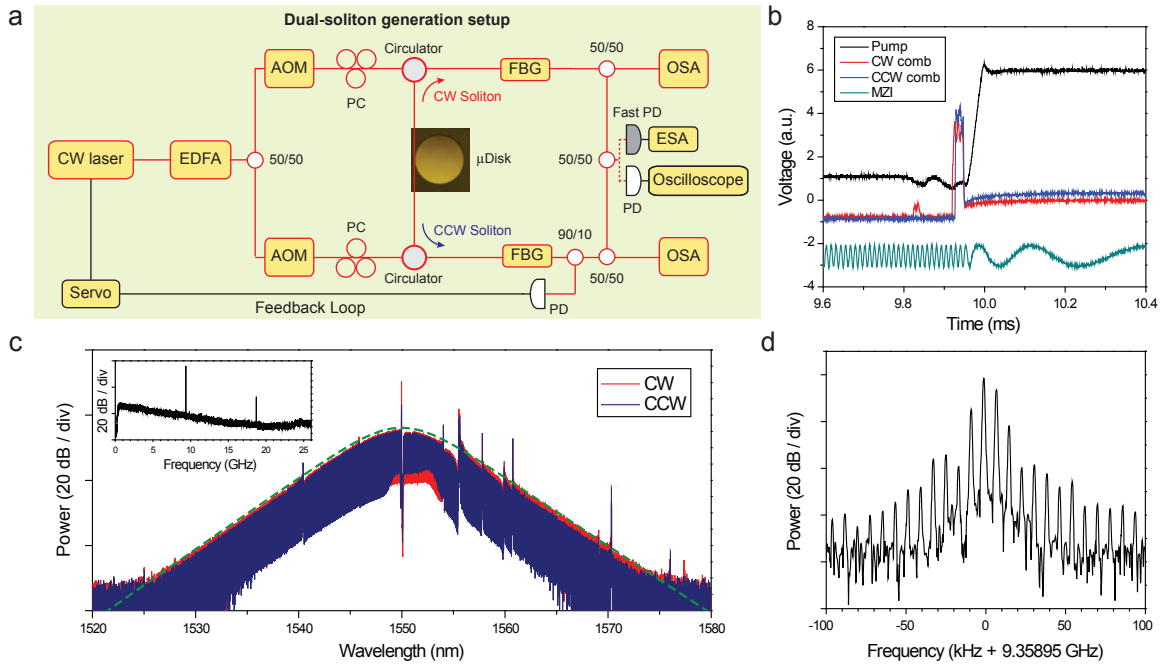 a
Dual-soliton generation setup
CW laser
EDFA
50/50
AOM
PC
Circulator
CW Soliton
FBG
50/50
OSA
Fast PD
ESA
50/50
μDisk
PD
Oscilloscope
CCW Soliton
90/10
AOM
PC
Circulator
FBG
50/50
OSA
Servo
Feedback Loop
PD
b
Pump
CW comb
CCW comb
MZI
Voltage (a.u.)
8
6
4
2
0
-2
-4
9.6 9.8 10.0 10.2 10.4
Time (ms)
c
20 dB / div
0 5 10 15 20 25
Frequency (GHz)
CW
CCW
Power (20 dB / div)
1520 1530 1540 1550 1560 1570 1580
Wavelength (nm)
d
Power (20 dB / div)
-100 -50 0 50 100
Frequency (kHz + 9.35895 GHz)